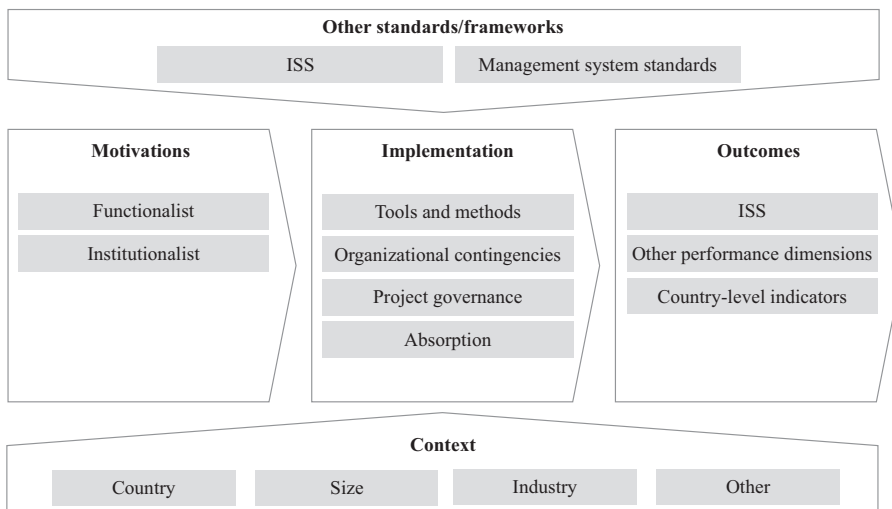 Other standards/frameworks
ISS
Management system standards
Motivations
Functionalist
Institutionalist
Implementation
Tools and methods
Organizational contingencies
Project governance
Absorption
Outcomes
ISS
Other performance dimensions
Country-level indicators
Context
Country
Size
Industry
Other